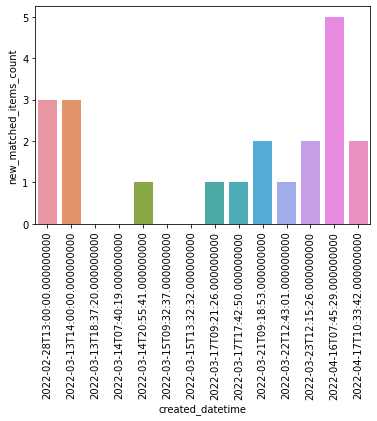 new_matched_items_count
5
4
3
2
1
0
2022-02-28T13:00:00.000000000
2022-03-13T14:00:00.000000000
2022-03-13T18:37:20.000000000
2022-03-14T07:40:19.000000000
2022-03-14T20:55:41.000000000
2022-03-15T09:32:37.000000000
2022-03-15T13:32:32.000000000
2022-03-17T09:21:26.000000000
2022-03-17T17:42:50.000000000
2022-03-21T09:18:53.000000000
2022-03-22T12:43:01.000000000
2022-03-23T12:15:26.000000000
2022-04-16T07:45:29.000000000
2022-04-17T10:33:42.000000000
created_datetime